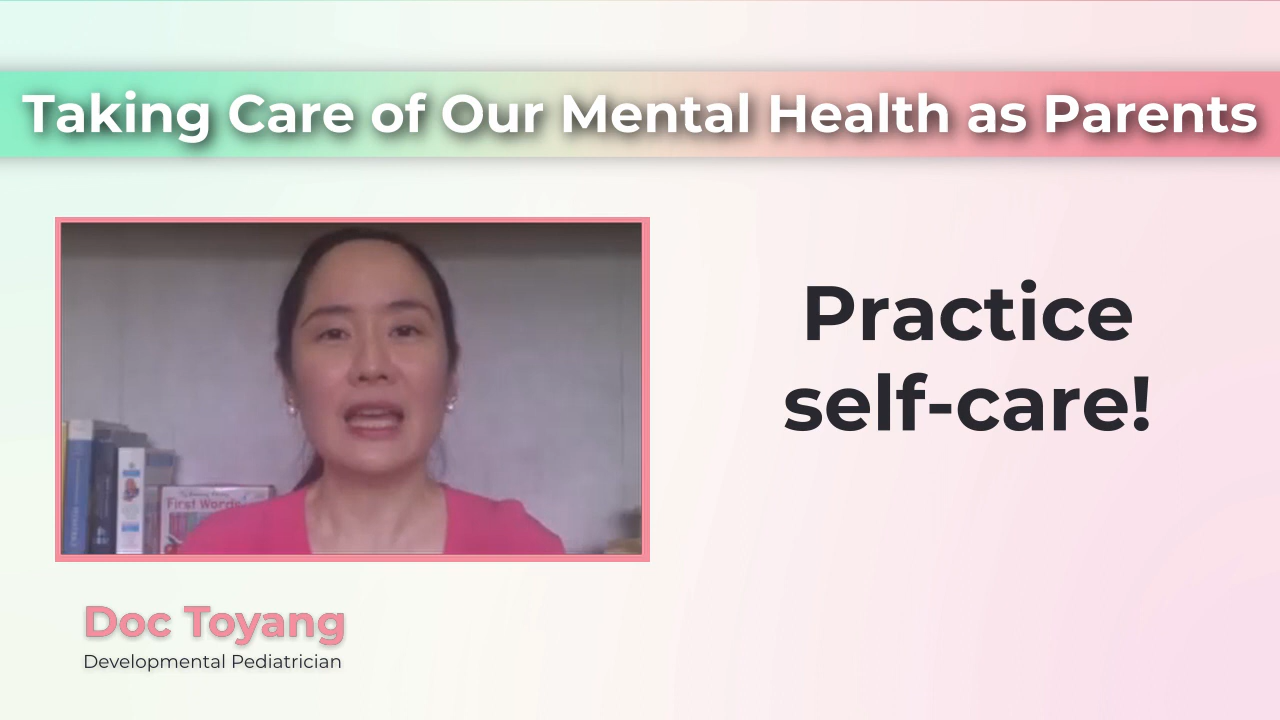 Taking Care of Our Mental Health as Parents
Practice
self-care!
First Words
Doc Toyang
Developmental Pediatrician